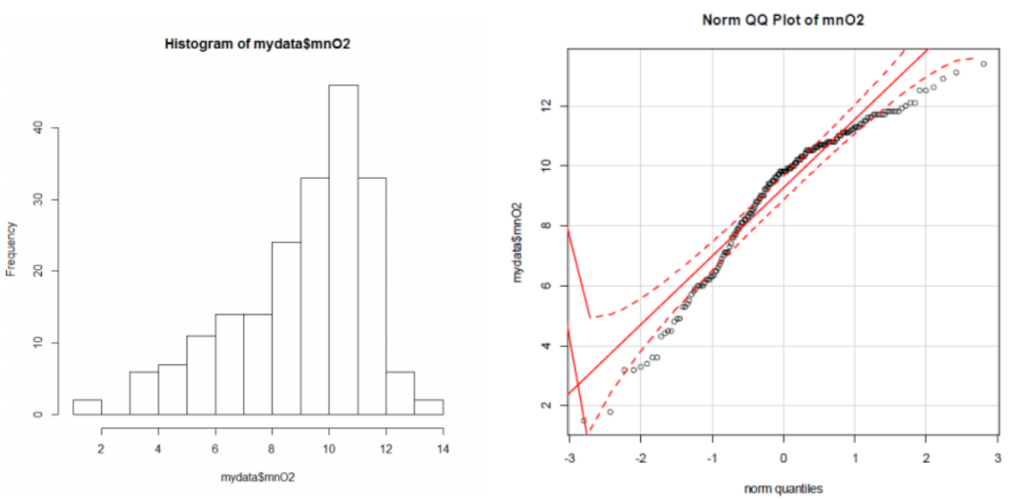 Histogram of mydata$mnO2
Frequency
0
10
20
30
40
2 4 6 8 10 12 14
mydata$mnO2
Norm QQ Plot of mnO2
mydata$mnO2
12
10
8
6
4
2
-3 -2 -1 0 1 2 3
norm quantiles